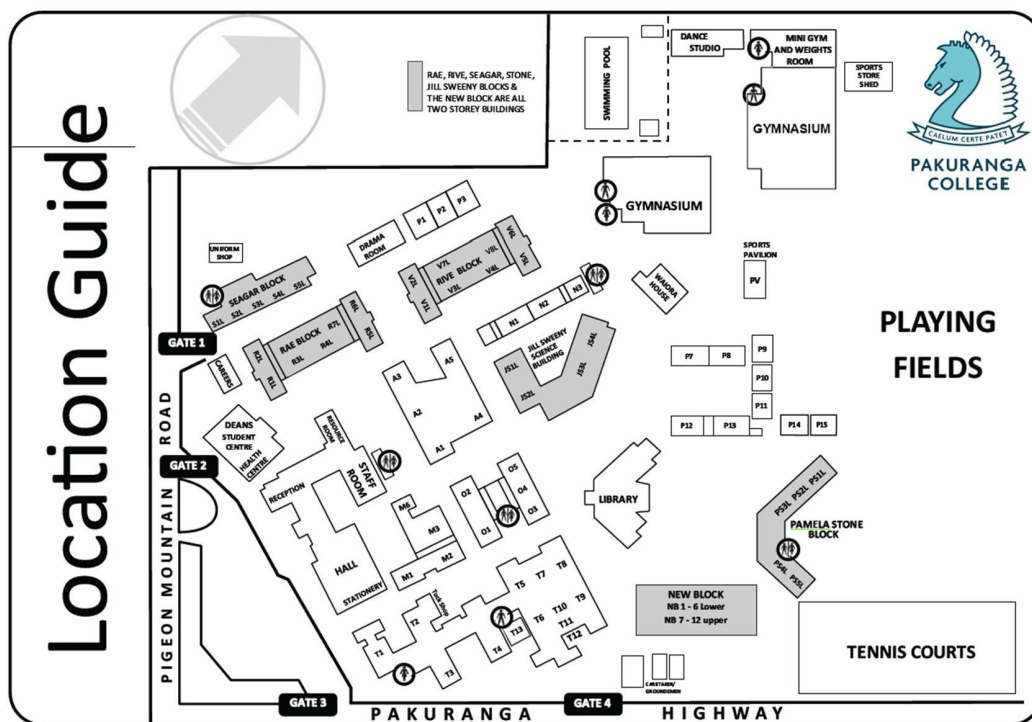 Location Guide
RAE, RIVE, SEAGAR, STONE,
JILL SWEENY BLOCKS &
THE NEW BLOCK ARE ALL
TWO STOREY BUILDINGS
SWIMMING POOL
DANCE
STUDIO
MINI GYM
AND WEIGHTS
ROOM
SPORTS
STORE
SHED
GYMNASIUM
CAELUM CERTE PATET
PAKURANGA
COLLEGE
GYMNASIUM
P1
P2
P3
DRAMA
ROOM
UNIFORM
SHOP
SEAGAR BLOCK
S1L
S2L
S3L
S4L
S5L
V2L
V7L
RIVE BLOCK
V8L
V6L
V1L
V3L
V4L
V5L
N1
N2
N3
WAIORA
HOUSE
SPORTS
PAVILION
PV
PLAYING
FIELDS
GATE 1
R2L
RAE BLOCK
R7L
R6L
R1L
R3L
R4L
R5L
CAREERS
JILL SWEENY
SCIENCE
BUILDING
JS1L
JS2L
JS3L
JS4L
A3
A5
A2
A4
A1
P7
P8
P9
P10
P11
P12
P13
P14
P15
DEANS
STUDENT
CENTRE
HEALTH
CENTRE
RESOURCE
ROOM
STAFF
ROOM
RECEPTION
GATE 2
PIGEON MOUNTAIN ROAD
HALL
STATIONERY
M6
M3
M1
M2
O2
O5
O4
O1
O3
LIBRARY
PS3L
PS2L
PS1L
PAMELA STONE
BLOCK
PS4L
PS5L
T1
T2
Tuck Shop
T3
T4
T13
T5
T7
T8
T6
T10
T9
T11
T12
NEW BLOCK
NB 1 - 6 Lower
NB 7 - 12 upper
CARETAKER/
GROUNDSMEN
TENNIS COURTS
GATE 3
GATE 4
PAKURANGA HIGHWAY